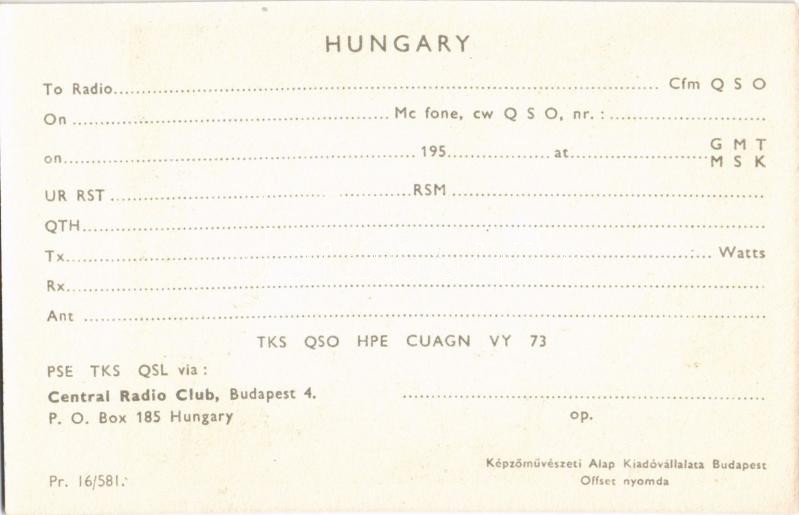 HUNGARY
To Radio........................ Cfm Q S O
On ........................ Mc fone, cw Q S O, nr. :........................
on........................ 195............ at........................ G M T
M S K
UR RST ........................ RSM ........................
QTH........................
Tx........................ Watts
Rx........................
Ant ........................
TKS QSO HPE CUAGN VY 73
PSE TKS QSL via :
Central Radio Club, Budapest 4. ........................
P. O. Box 185 Hungary op.
Képzőművészeti Alap Kiadóvállalata Budapest
Pr. 16/581. Offset nyomda